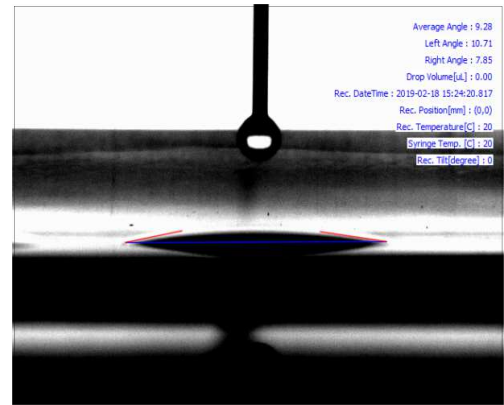 Average Angle : 9.28
Left Angle : 10.71
Right Angle : 7.85
Drop Volume[uL] : 0.00
Rec. DateTime : 2019-02-18 15:24:20.817
Rec. Position[mm] : (0,0)
Rec. Temperature[C] : 20
Syringe Temp. [C] : 20
Rec. Tilt[degree] : 0